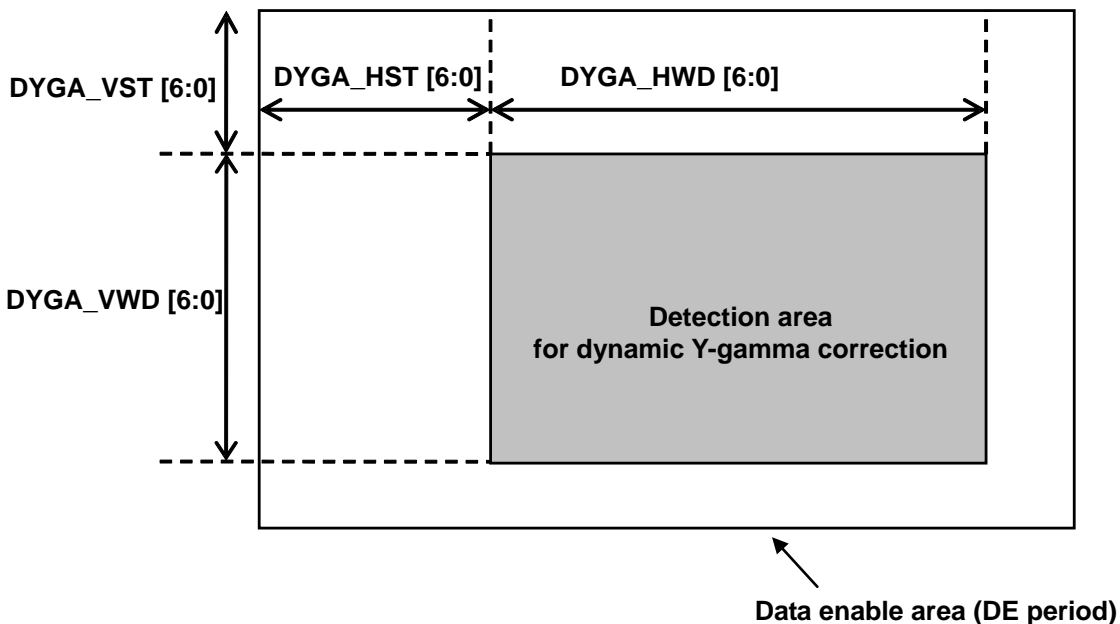 DYGA_VST [6:0]
DYGA_HST [6:0]
DYGA_HWD [6:0]
DYGA_VWD [6:0]
Detection area
for dynamic Y-gamma correction
Data enable area (DE period)